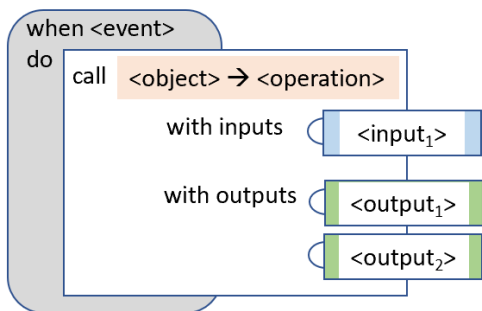 when <event>
do
call <object> → <operation>
with inputs
<input₁>
with outputs
<output₁>
<output₂>